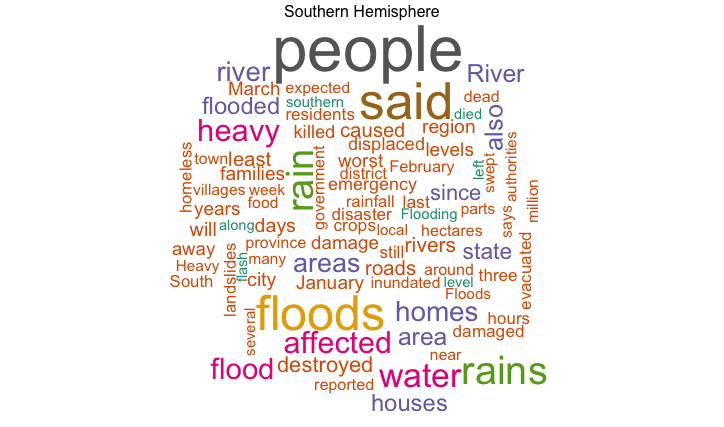 Southern Hemisphere
people
river
River
March
expected
said
dead
flooded
southern
residents
died
heavy
killed
caused
region
also
displaced
levels
homeless
town
least
rain
government
worst
February
left
swept
authorities
families
district
villages
week
emergency
since
years
food
rainfall
last
parts
million
will
along
days
disaster
Flooding
says
crops
local
hectares
away
province
damage
still
rivers
state
Heavy
flash
many
areas
roads
around
three
evacuated
South
landslides
city
January
inundated
level
Floods
floods
homes
hours
several
affected
area
damaged
near
flood
destroyed
water
rains
reported
houses